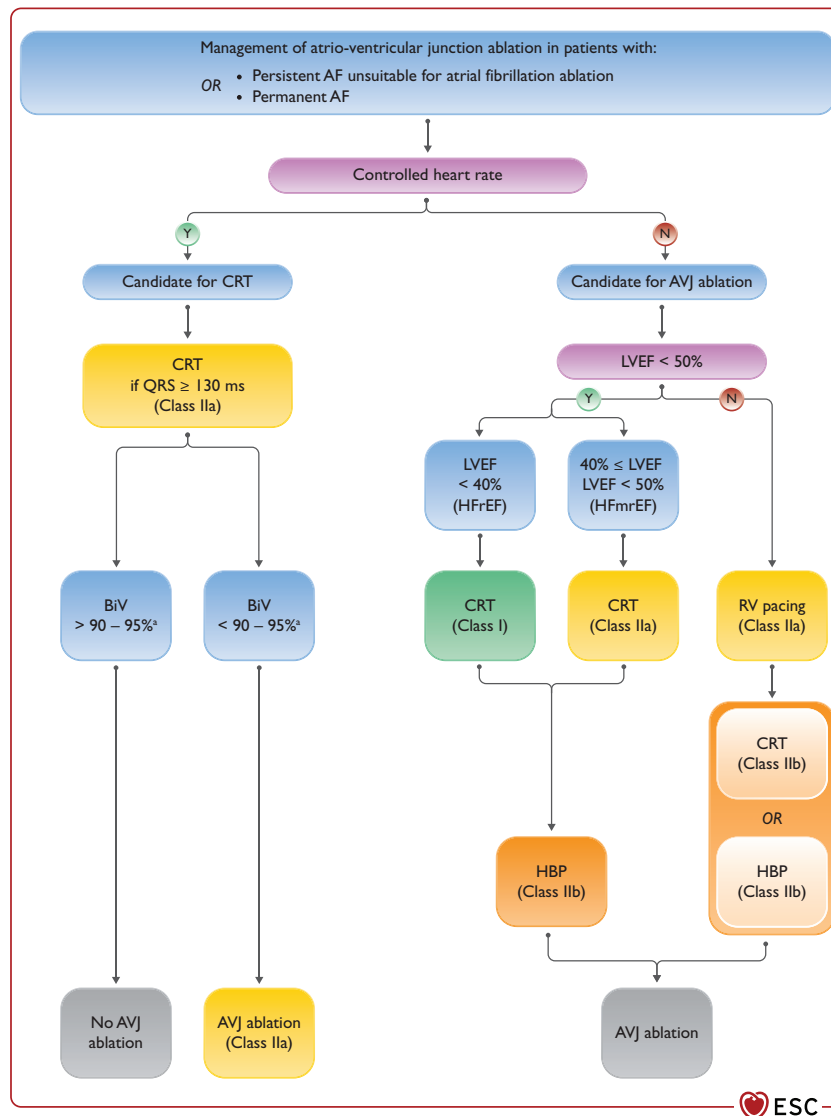 Management of atrio-ventricular junction ablation in patients with:
OR
• Persistent AF unsuitable for atrial fibrillation ablation
• Permanent AF
Controlled heart rate
Y
N
Candidate for CRT
Candidate for AVJ ablation
CRT
if QRS ≥ 130 ms
(Class IIa)
LVEF < 50%
Y
N
LVEF
< 40%
(HFrEF)
40% ≤ LVEF
LVEF < 50%
(HFmrEF)
BiV
> 90 – 95%ᵃ
BiV
< 90 – 95%ᵃ
CRT
(Class I)
CRT
(Class IIa)
RV pacing
(Class IIa)
CRT
(Class IIb)
OR
HBP
(Class IIb)
HBP
(Class IIb)
No AVJ
ablation
AVJ ablation
(Class IIa)
AVJ ablation
ESC